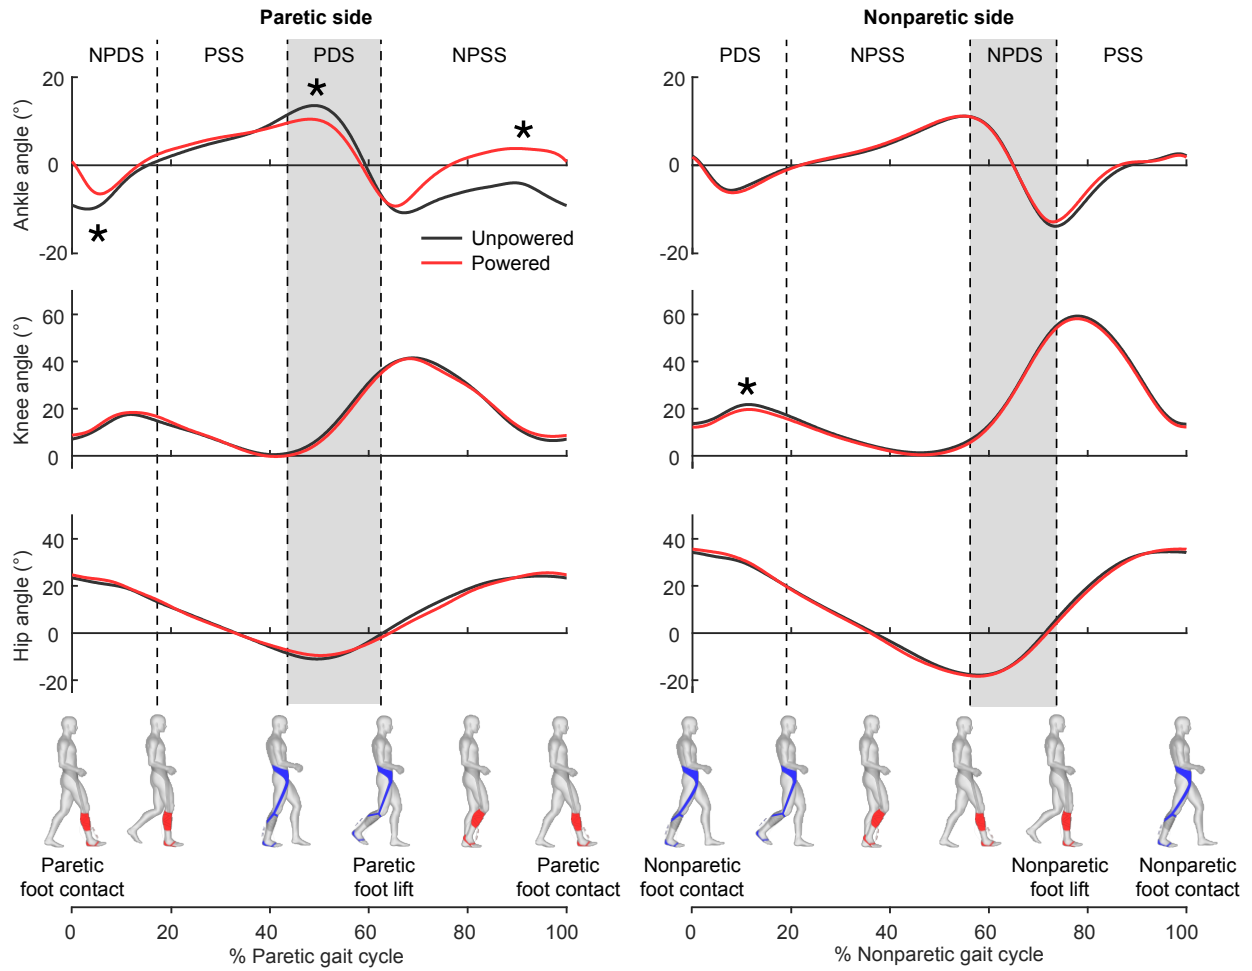 Paretic side
Nonparetic side
NPDS PSS PDS NPSS
PDS NPSS NPDS PSS
Ankle angle (°)
20
0
-20
*
*
*
Unpowered
Powered
20
0
-20
Knee angle (°)
60
40
20
0
60
40
20
0
*
Hip angle (°)
40
20
0
-20
40
20
0
-20
Paretic
foot contact
Paretic
foot lift
Paretic
foot contact
Nonparetic
foot contact
Nonparetic
foot lift
Nonparetic
foot contact
0 20 40 60 80 100
% Paretic gait cycle
0 20 40 60 80 100
% Nonparetic gait cycle